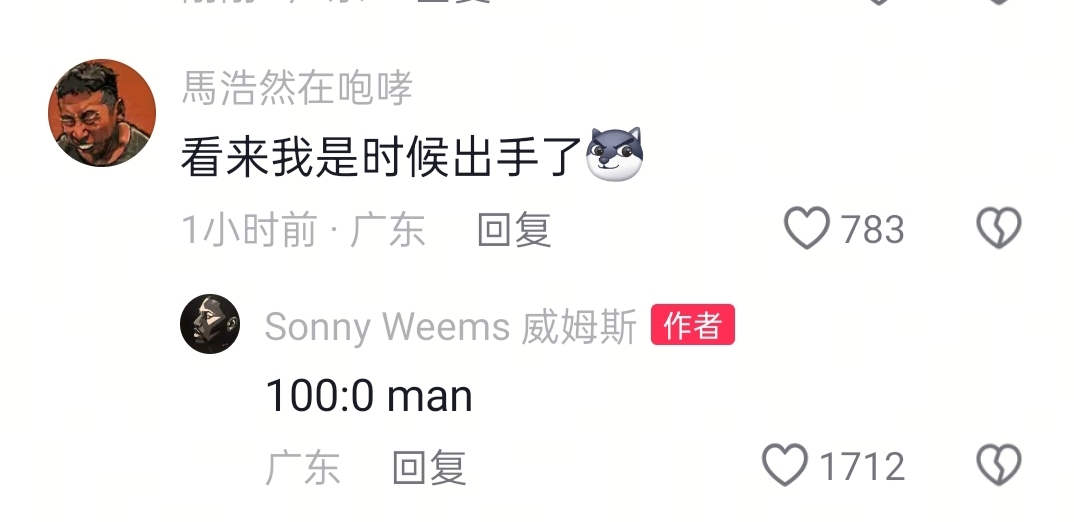 馬浩然在咆哮
看来我是时候出手了
1小时前 · 广东 回复 783
Sonny Weems 威姆斯 作者
100:0 man
广东 回复 1712